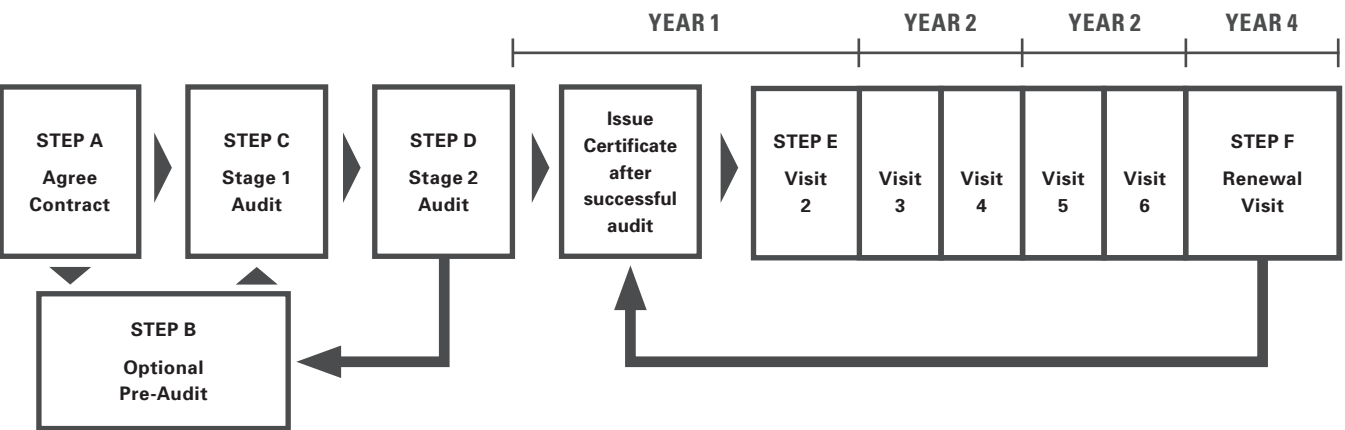 YEAR 1
YEAR 2
YEAR 2
YEAR 4
STEP A
Agree
Contract
STEP C
Stage 1
Audit
STEP D
Stage 2
Audit
Issue
Certificate
after
successful
audit
STEP E
Visit
2
Visit
3
Visit
4
Visit
5
Visit
6
STEP F
Renewal
Visit
STEP B
Optional
Pre-Audit